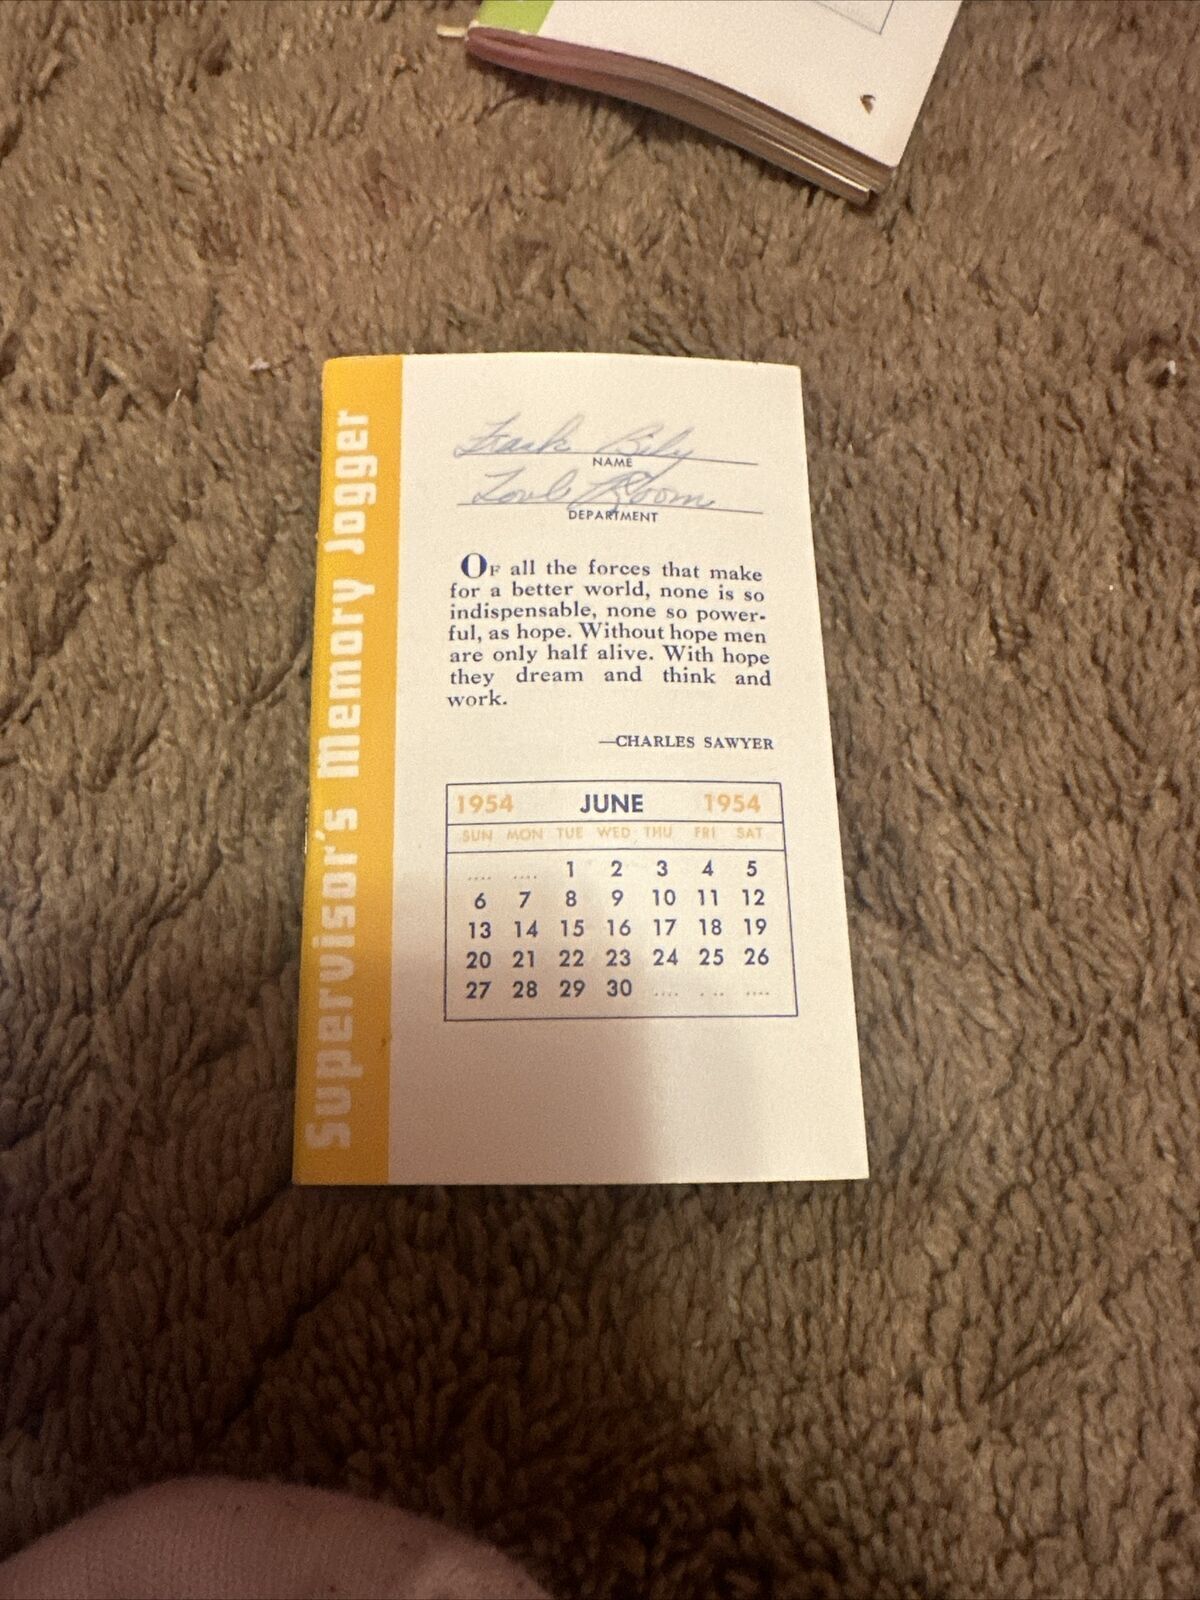 Supervisor's Memory Jogger
Frank Bily
NAME
Tool Room
DEPARTMENT
OF all the forces that make
for a better world, none is so
indispensable, none so power-
ful, as hope. Without hope men
are only half alive. With hope
they dream and think and
work.
—CHARLES SAWYER
1954 JUNE 1954
SUN MON TUE WED THU FRI SAT
.... .... 1 2 3 4 5
6 7 8 9 10 11 12
13 14 15 16 17 18 19
20 21 22 23 24 25 26
27 28 29 30 .... .... ....